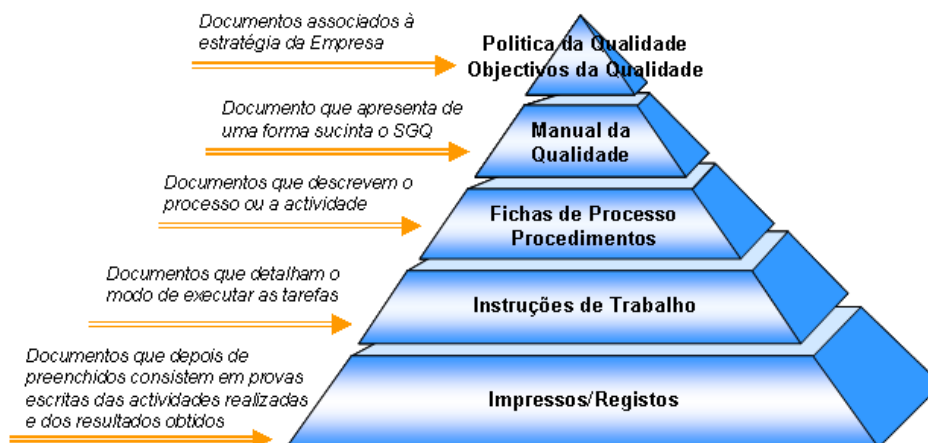 Documentos associados à
estratégia da Empresa
Politica da Qualidade
Objectivos da Qualidade
Documento que apresenta de
uma forma sucinta o SGQ
Manual da
Qualidade
Documentos que descrevem o
processo ou a actividade
Fichas de Processo
Procedimentos
Documentos que detalham o
modo de executar as tarefas
Instruções de Trabalho
Documentos que depois de
preenchidos consistem em provas
escritas das actividades realizadas
e dos resultados obtidos
Impressos/Registos